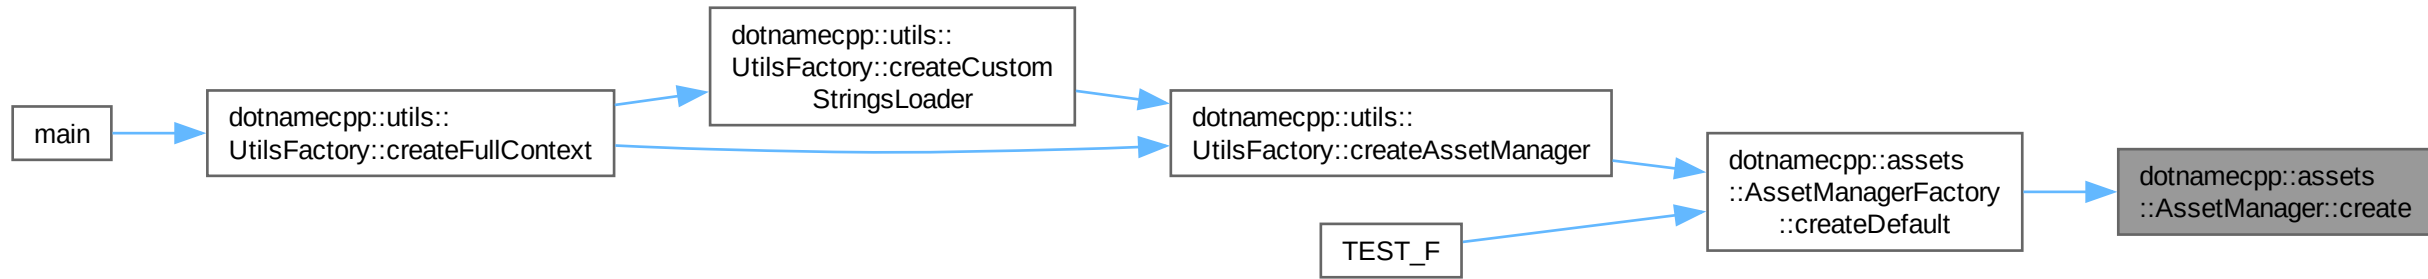 main
dotnamecpp::utils::
UtilsFactory::createFullContext
dotnamecpp::utils::
UtilsFactory::createCustom
StringsLoader
dotnamecpp::utils::
UtilsFactory::createAssetManager
TEST_F
dotnamecpp::assets
::AssetManagerFactory
::createDefault
dotnamecpp::assets
::AssetManager::create